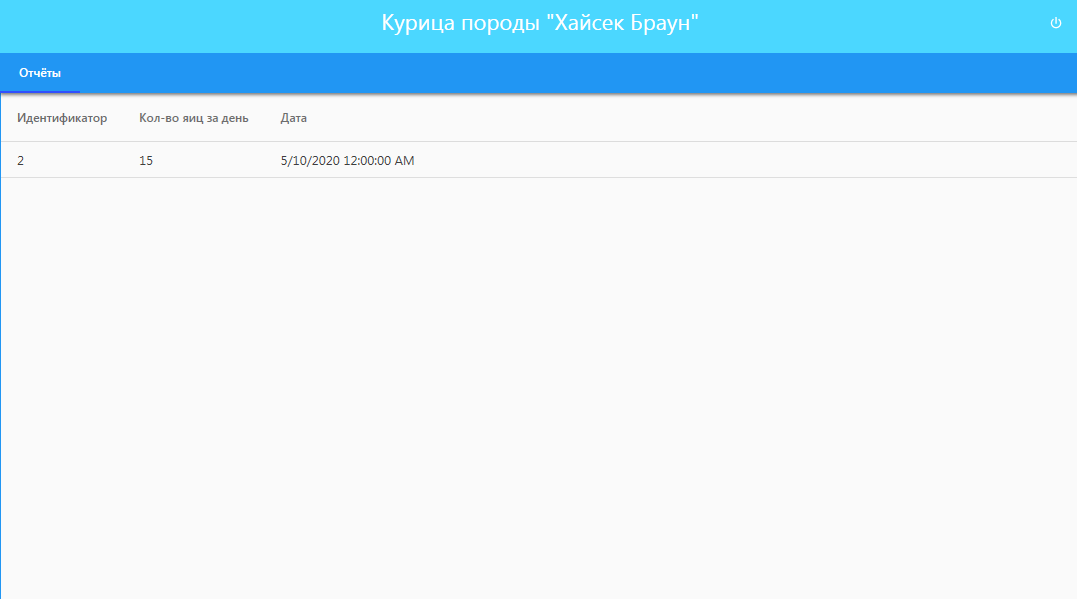 Курица породы "Хайсек Браун"
Отчёты
Идентификатор Кол-во яиц за день Дата
2 15 5/10/2020 12:00:00 AM